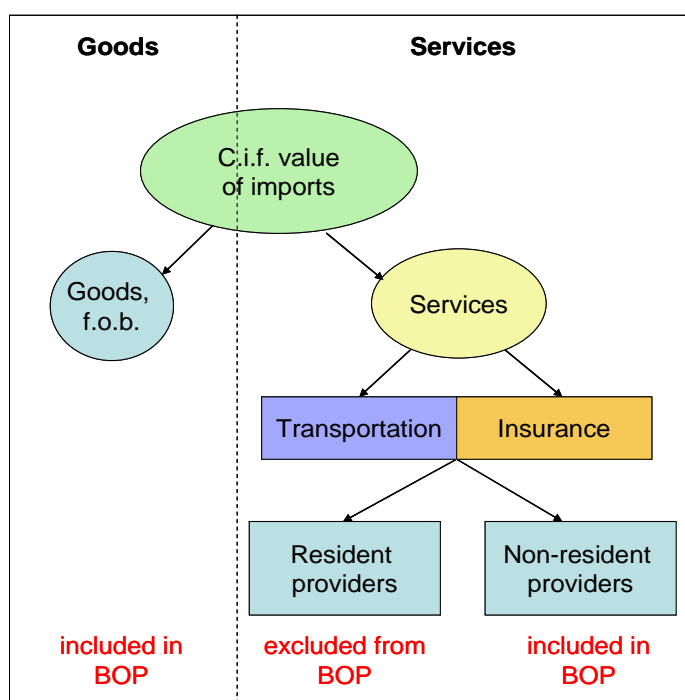 Goods
Services
C.i.f. value
of imports
Goods,
f.o.b.
Services
Transportation
Insurance
Resident
providers
Non-resident
providers
included in
BOP
excluded from
BOP
included in
BOP